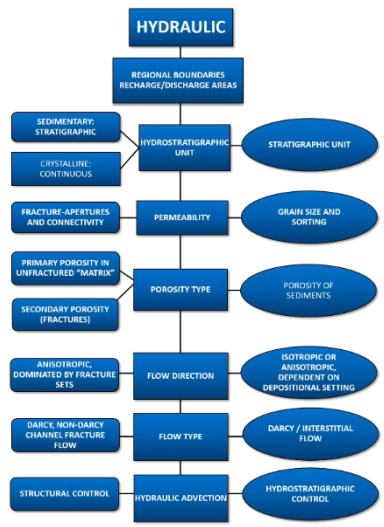 HYDRAULIC
REGIONAL BOUNDARIES
RECHARGE/DISCHARGE AREAS
SEDIMENTARY:
STRATIGRAPHIC
CRYSTALLINE:
CONTINUOUS
HYDROSTRATIGRAPHIC
UNIT
STRATIGRAPHIC UNIT
FRACTURE-APERTURES
AND CONNECTIVITY
PERMEABILITY
GRAIN SIZE AND
SORTING
PRIMARY POROSITY IN
UNFRACTURED “MATRIX”
SECONDARY POROSITY
(FRACTURES)
POROSITY TYPE
POROSITY OF
SEDIMENTS
ANISOTROPIC,
DOMINATED BY FRACTURE
SETS
FLOW DIRECTION
ISOTROPIC OR
ANISOTROPIC,
DEPENDENT ON
DEPOSITIONAL SETTING
DARCY, NON-DARCY
CHANNEL FRACTURE
FLOW
FLOW TYPE
DARCY / INTERSTITIAL
FLOW
STRUCTURAL CONTROL
HYDRAULIC ADVECTION
HYDROSTRATIGRAPHIC
CONTROL